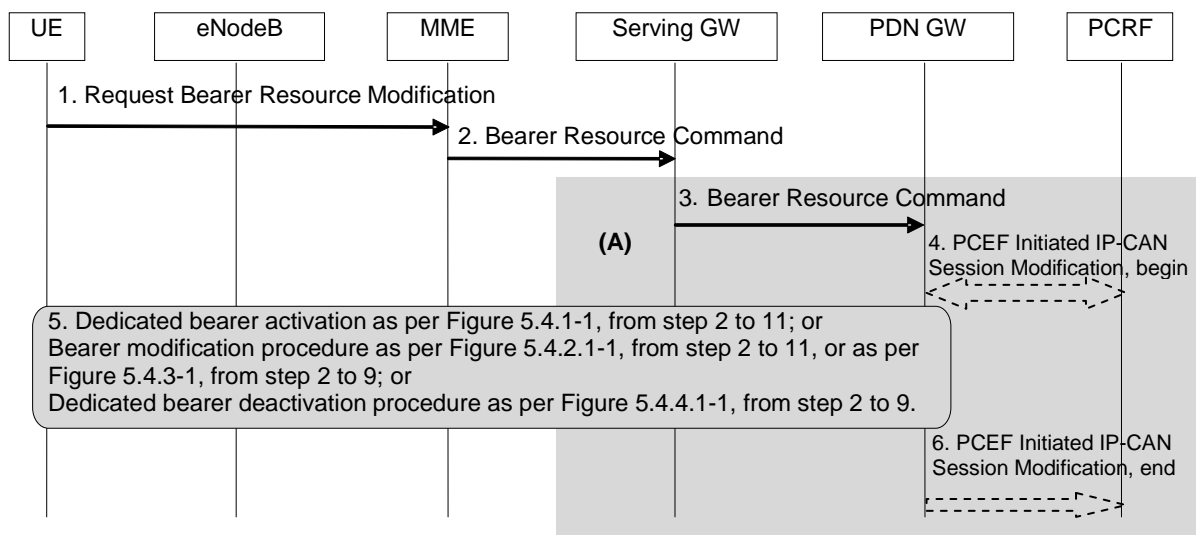 UE
eNodeB
MME
Serving GW
PDN GW
PCRF
1. Request Bearer Resource Modification
2. Bearer Resource Command
3. Bearer Resource Command
(A)
4. PCEF Initiated IP-CAN
Session Modification, begin
5. Dedicated bearer activation as per Figure 5.4.1-1, from step 2 to 11; or
Bearer modification procedure as per Figure 5.4.2.1-1, from step 2 to 11, or as per
Figure 5.4.3-1, from step 2 to 9; or
Dedicated bearer deactivation procedure as per Figure 5.4.4.1-1, from step 2 to 9.
6. PCEF Initiated IP-CAN
Session Modification, end